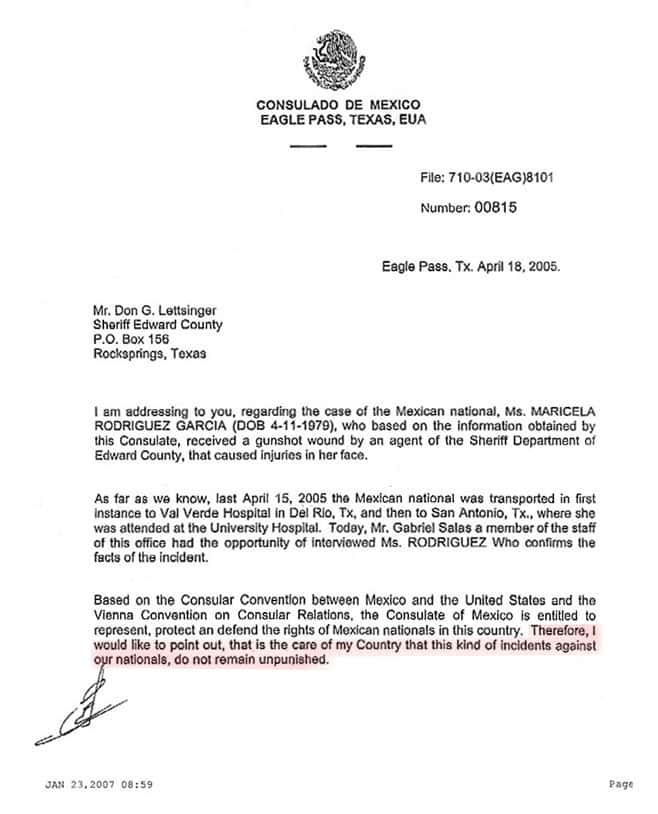 CONSULADO DE MEXICO
EAGLE PASS, TEXAS, EUA
File: 710-03(EAG)8101
Number: 00815
Eagle Pass, Tx. April 18, 2005.
Mr. Don G. Lettsinger
Sheriff Edward County
P.O. Box 156
Rocksprings, Texas
I am addressing to you, regarding the case of the Mexican national, Ms. MARICELA
RODRIGUEZ GARCIA (DOB 4-11-1979), who based on the information obtained
by this Consulate, received a gunshot wound by an agent of the Sheriff Department of
Edward County, that caused injuries in her face.
As far as we know, last April 15, 2005 the Mexican national was transported in first
instance to Val Verde Hospital in Del Río, Tx, and then to San Antonio, Tx., where she
was attended at the University Hospital. Today, Mr. Gabriel Salas a member of the staff
of this office had the opportunity of interviewed Ms. RODRIGUEZ Who confirms the
facts of the incident.
Based on the Consular Convention between Mexico and the United States and the
Vienna Convention on Consular Relations, the Consulate of Mexico is entitled to
represent, protect an defend the rights of Mexican nationals in this country. Therefore, I
would like to point out, that is the care of my Country that this kind of incidents against
our nationals, do not remain unpunished.
JAN 23,2007 08:59
Page